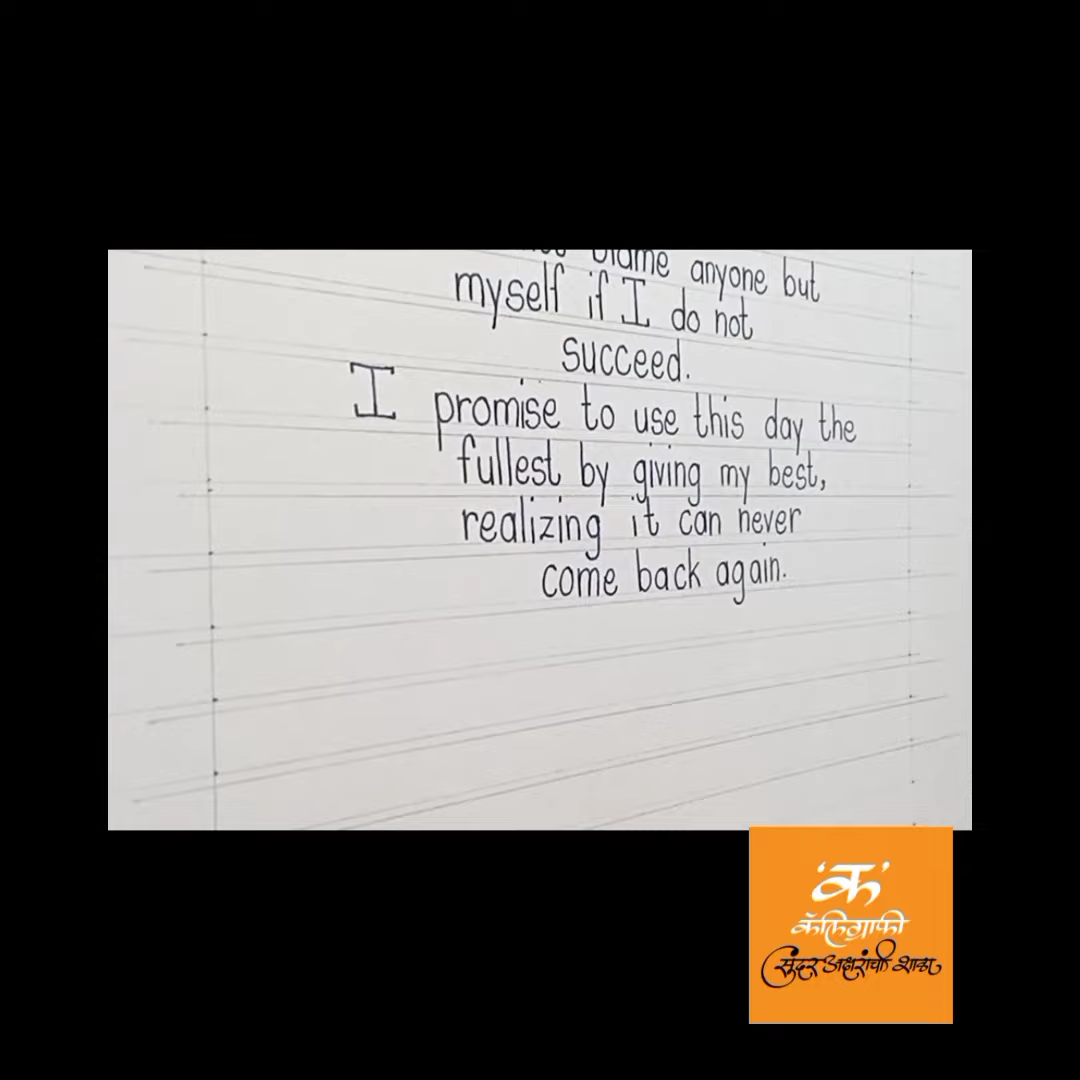 blame anyone but
myself if I do not
succeed.
I promise to use this day the
fullest by giving my best,
realizing it can never
come back again.
'क'
कॅलिग्राफी
सुंदर अक्षरांची शाळा